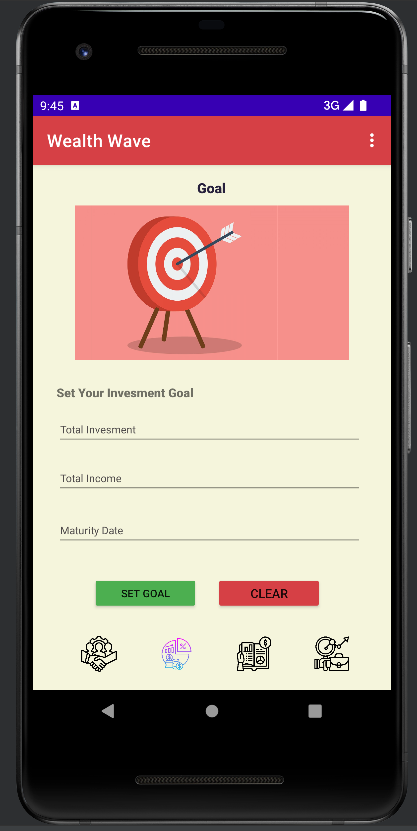 9:45 A 3G
Wealth Wave
Goal
Set Your Invesment Goal
Total Invesment
Total Income
Maturity Date
SET GOAL CLEAR